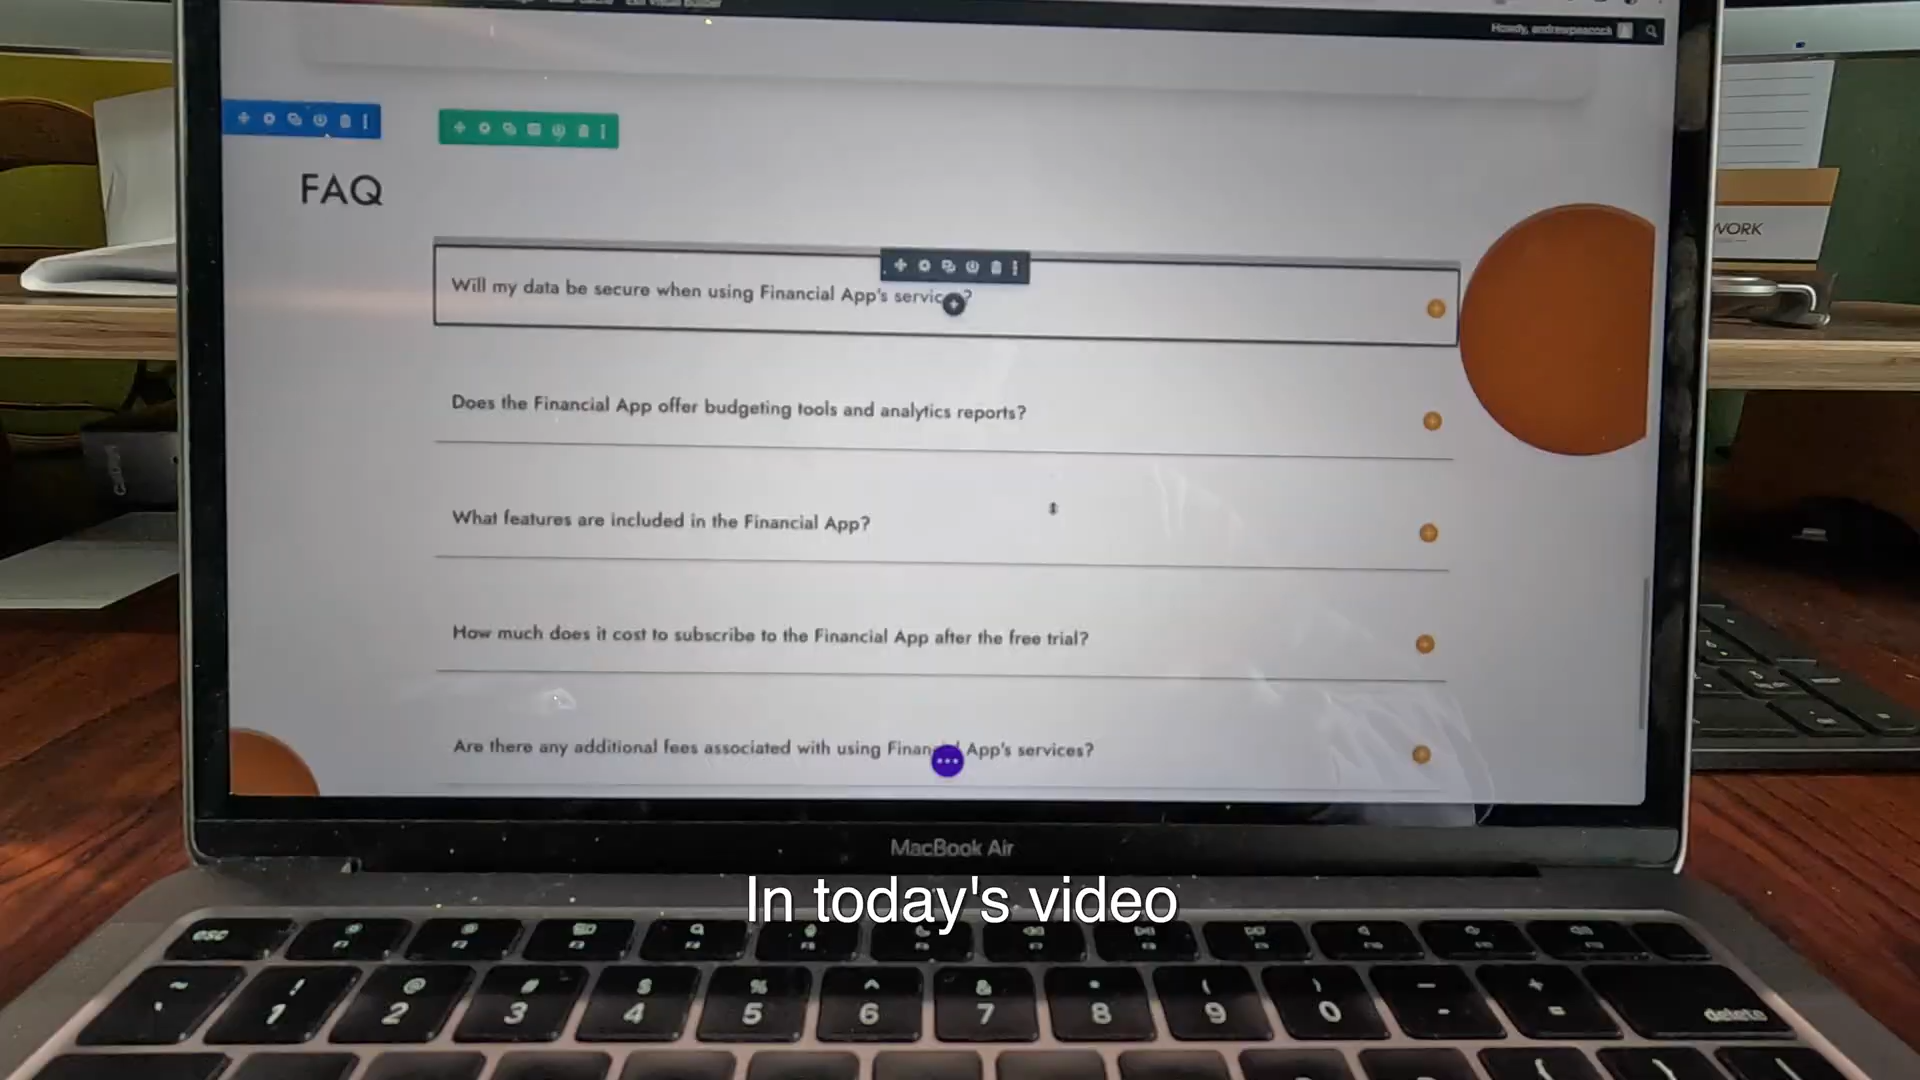 Howdy, andrewpeacock
FAQ
WORK
Will my data be secure when using Financial App's servic ?
Does the Financial App offer budgeting tools and analytics reports?
What features are included in the Financial App?
How much does it cost to subscribe to the Financial App after the free trial?
Are there any additional fees associated with using Finan App's services?
MacBook Air
In today's video
esc
~ ! @ # $ % ^ & * ( ) — +
` 1 2 3 4 5 6 7 8 9 0 - = delete